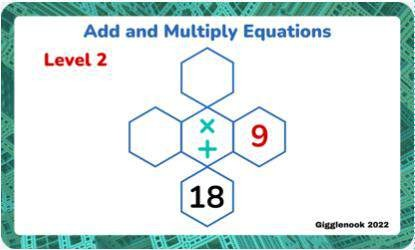 Add and Multiply Equations
Level 2
×
+
9
18
Gigglenook 2022